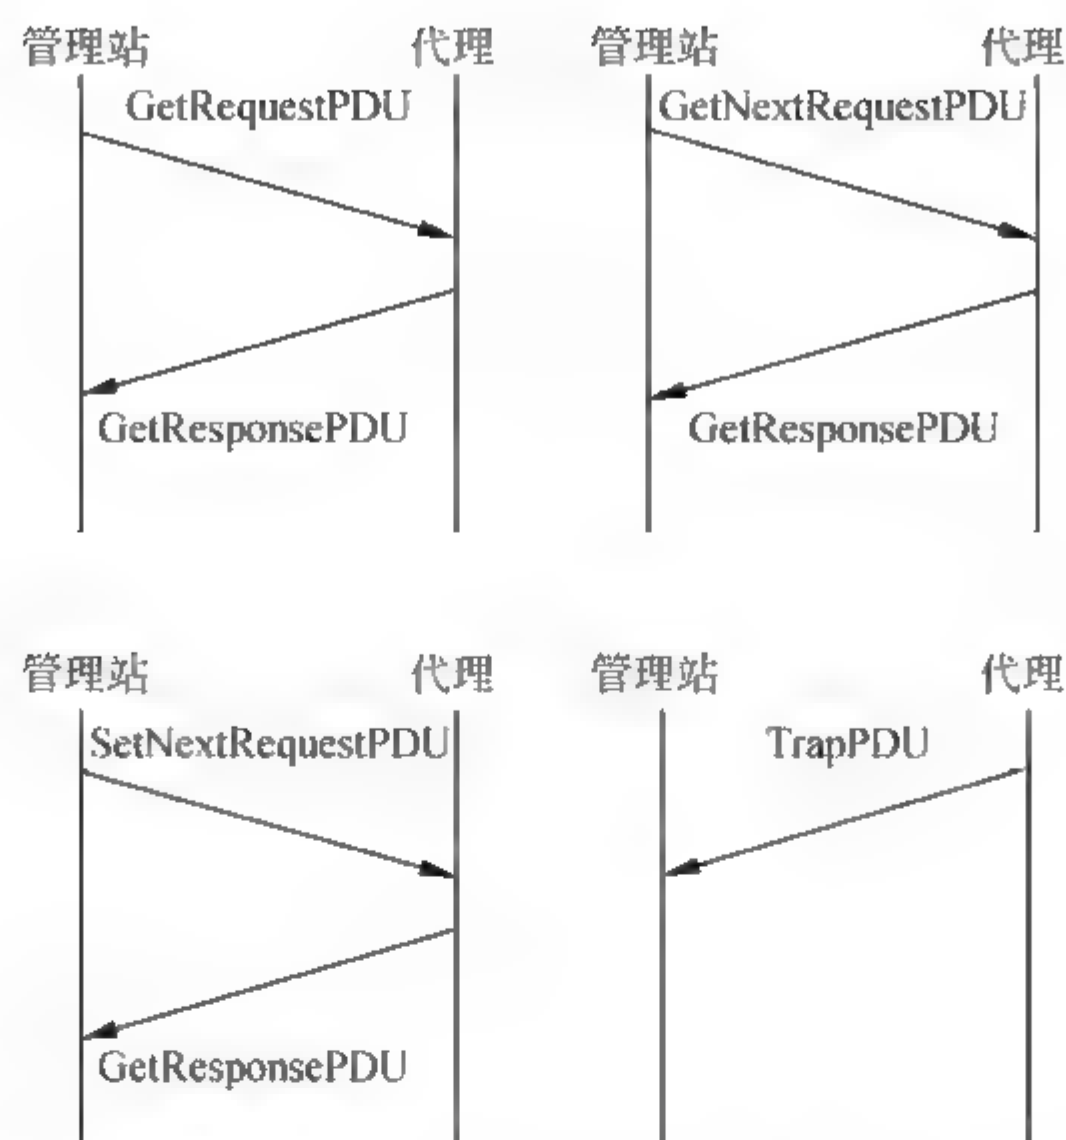 管理站 代理 管理站 代理
GetRequestPDU GetNextRequestPDU
GetResponsePDU GetResponsePDU
管理站 代理 管理站 代理
SetNextRequestPDU TrapPDU
GetResponsePDU